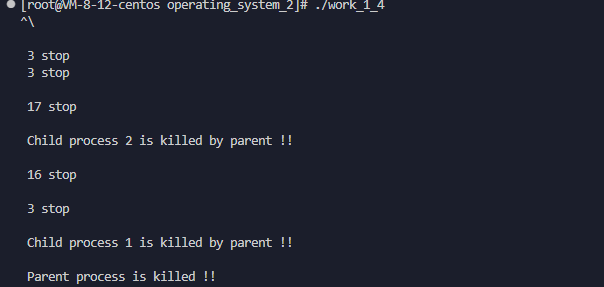 [root@VM-8-12-centos operating_system_2]# ./work_1_4
^\
3 stop
3 stop
17 stop
Child process 2 is killed by parent !!
16 stop
3 stop
Child process 1 is killed by parent !!
Parent process is killed !!